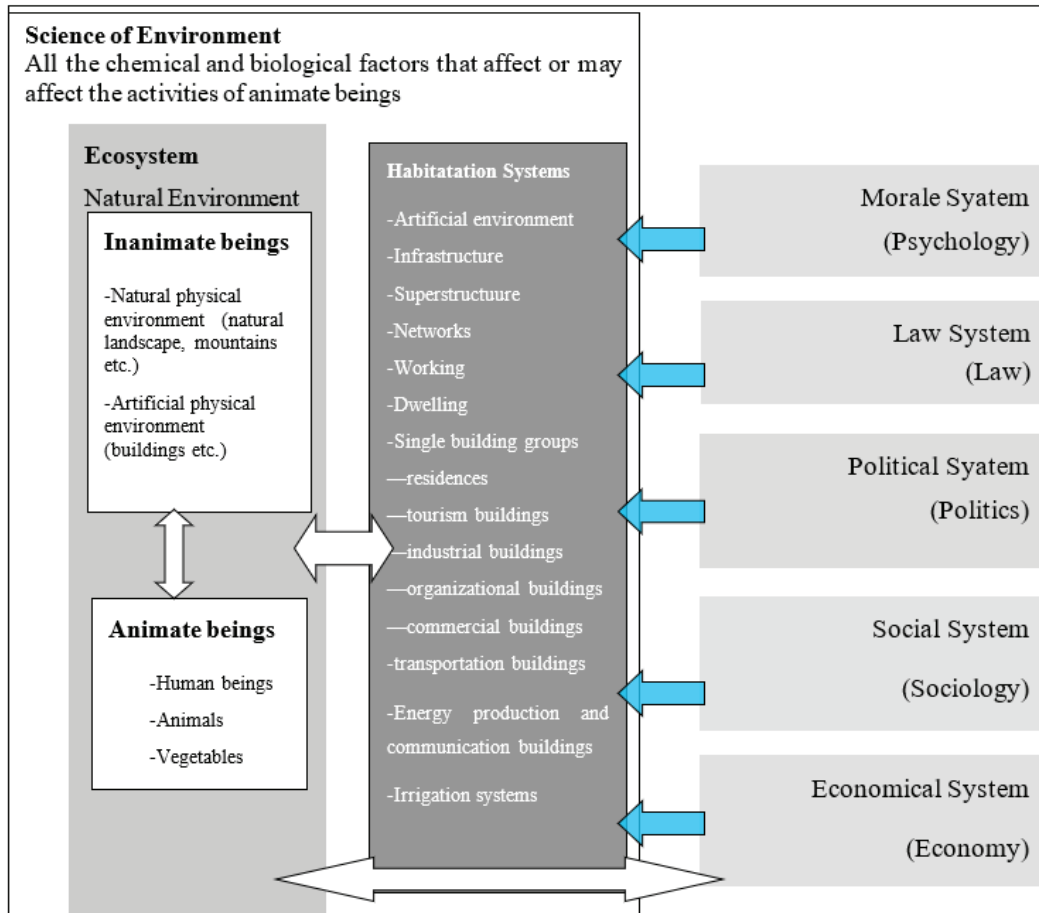 Science of Environment
All the chemical and biological factors that affect or may
affect the activities of animate beings
Ecosystem
Natural Environment
Inanimate beings
-Natural physical
environment (natural
landscape, mountains
etc.)
-Artificial physical
environment
(buildings etc.)
Animate beings
-Human beings
-Animals
-Vegetables
Habitatation Systems
-Artificial environment
-Infrastructure
-Superstructuure
-Networks
-Working
-Dwelling
-Single building groups
—residences
—tourism buildings
—industrial buildings
—organizational buildings
—commercial buildings
-transportation buildings
-Energy production and
communication buildings
-Irrigation systems
Morale Syatem
(Psychology)
Law System
(Law)
Political Syatem
(Politics)
Social System
(Sociology)
Economical System
(Economy)